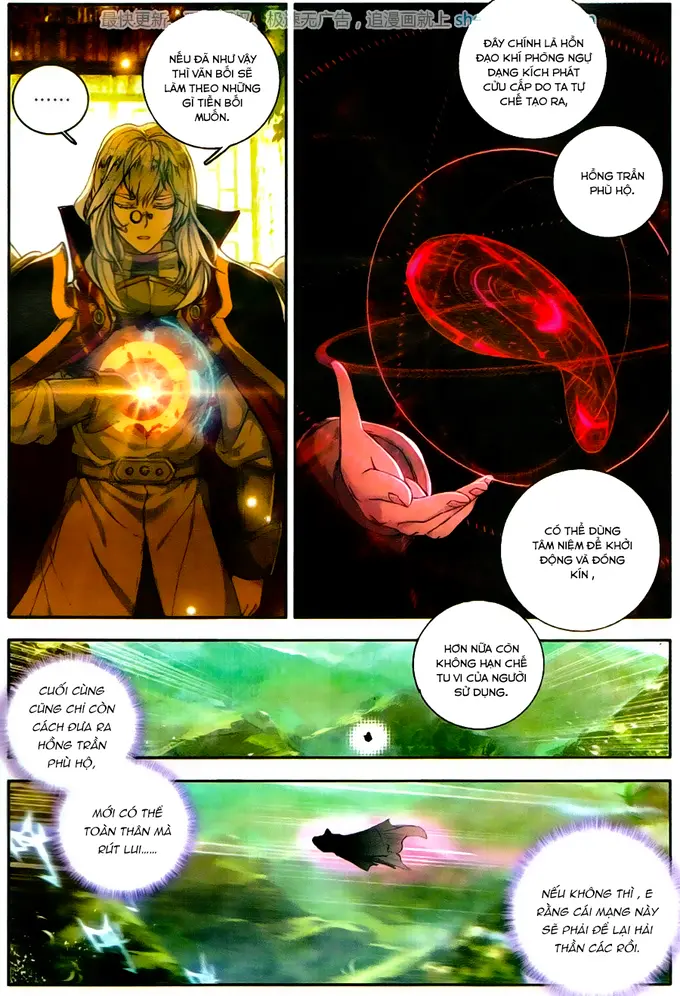 最快更新
极速无广告，追漫画就上
......
NẾU ĐÃ NHƯ VẬY
THÌ VÃN BỐI SẼ
LÀM THEO NHỮNG
GÌ TIỀN BỐI
MUỐN.
ĐÂY CHÍNH LÀ HỒN
ĐẠO KHÍ PHÒNG NGỰ
DẠNG KÍCH PHÁT
CỬU CẤP DO TA TỰ
CHẾ TẠO RA,
HỒNG TRẦN
PHÙ HỘ.
CÓ THỂ DÙNG
TÂM NIỆM ĐỂ KHỞI
ĐỘNG VÀ ĐÓNG
KÍN ,
HƠN NỮA CÒN
KHÔNG HẠN CHẾ
TU VI CỦA NGƯỜI
SỬ DỤNG.
CUỐI CÙNG
CŨNG CHỈ CÒN
CÁCH ĐƯA RA
HỒNG TRẦN
PHÙ HỘ,
MỚI CÓ THỂ
TOÀN THÂN MÀ
RÚT LUI......
NẾU KHÔNG THÌ , E
RẰNG CÁI MẠNG NÀY
SẼ PHẢI ĐỂ LẠI HẢI
THẦN CÁC RỒI.